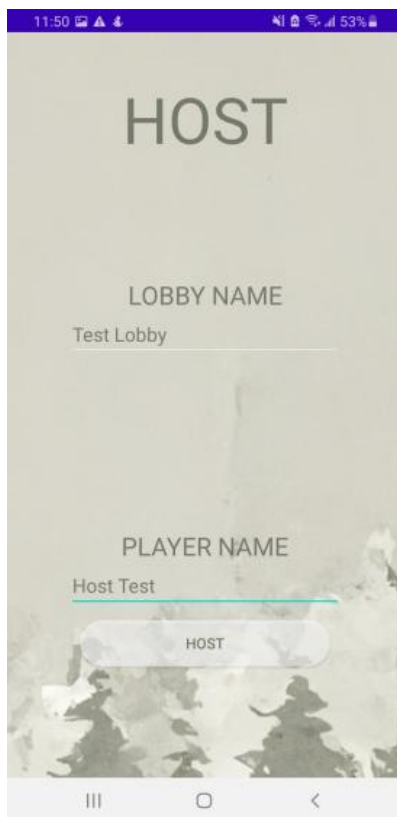 11:50 53%
HOST
LOBBY NAME
Test Lobby
PLAYER NAME
Host Test
HOST